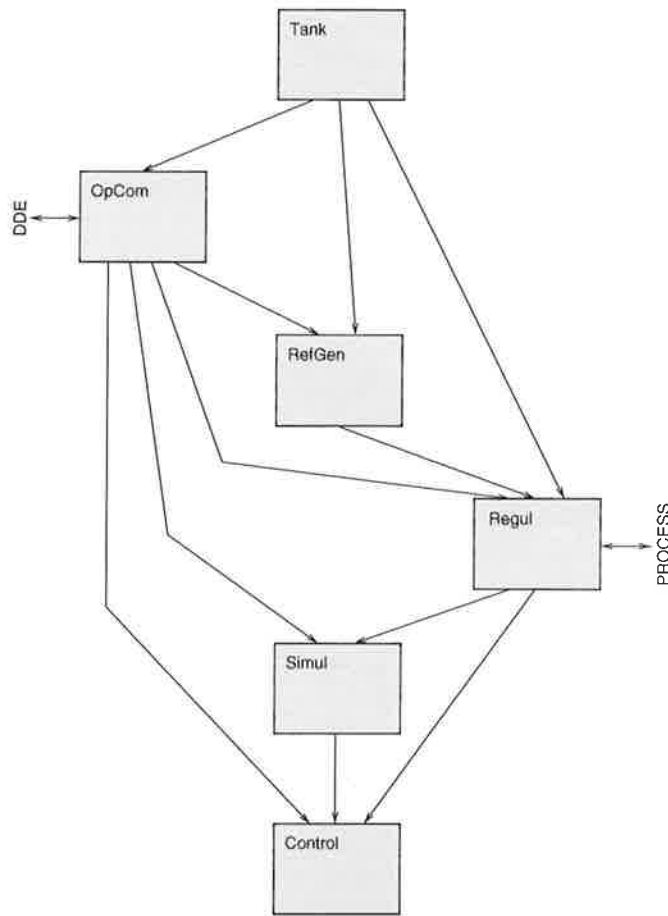 Tank
OpCom
DDE
RefGen
Regul
PROCESS
Simul
Control